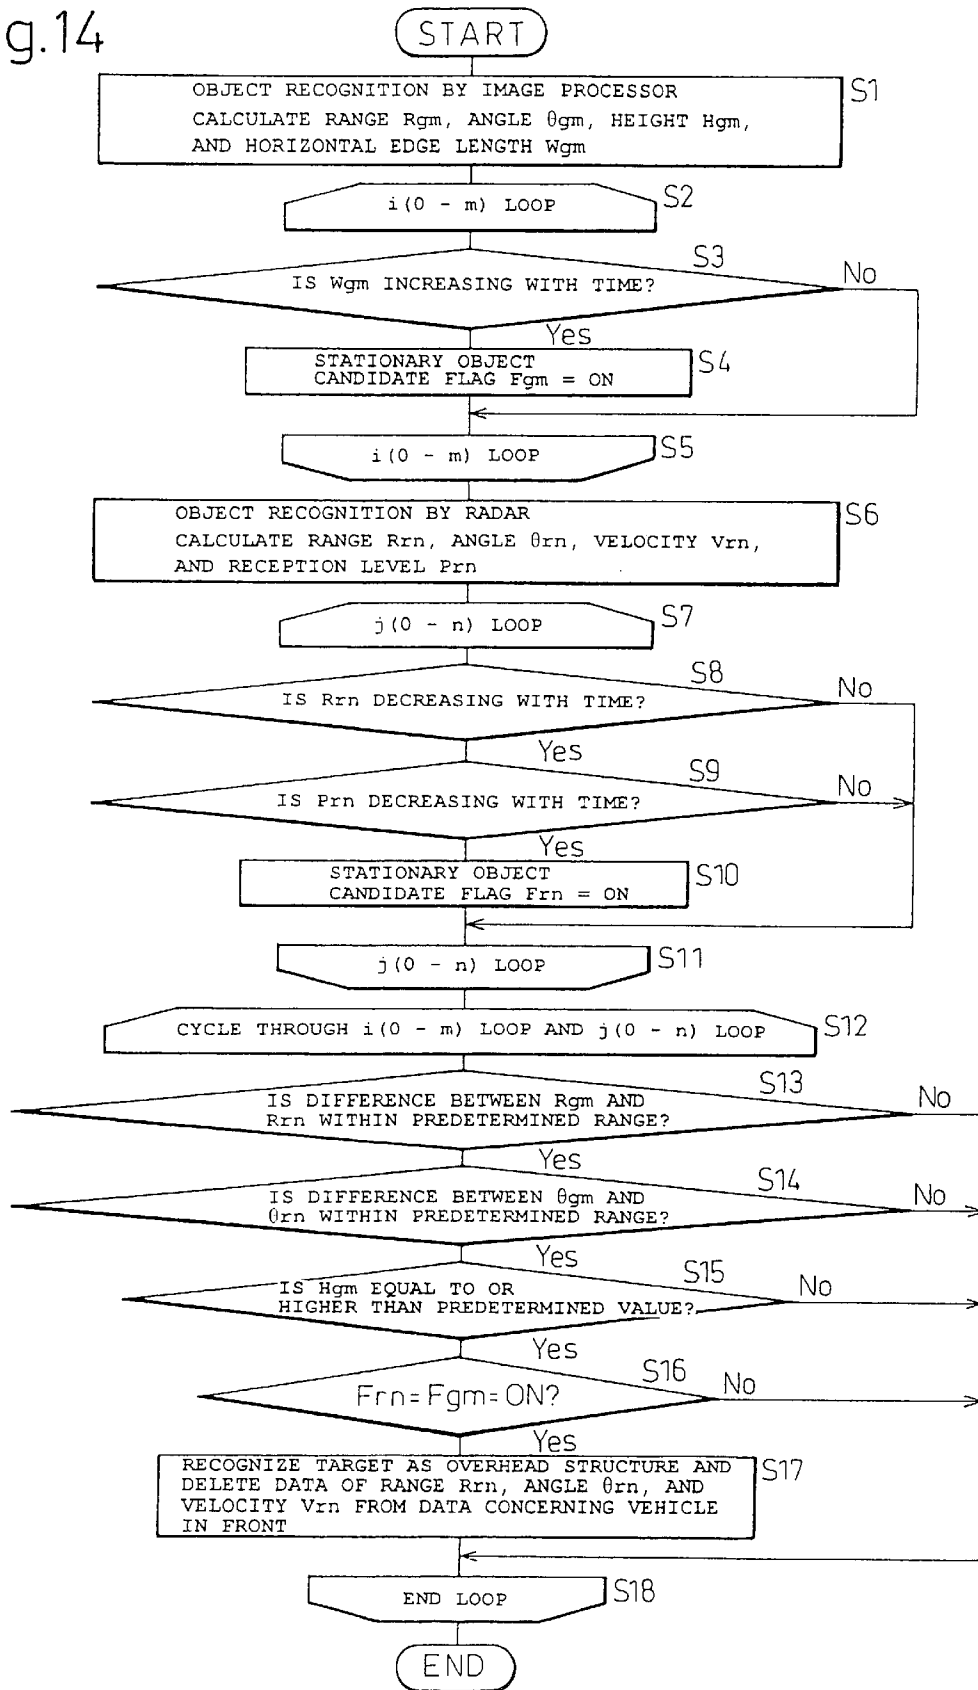 g.14
START
OBJECT RECOGNITION BY IMAGE PROCESSOR
CALCULATE RANGE Rgm, ANGLE θgm, HEIGHT Hgm,
AND HORIZONTAL EDGE LENGTH Wgm
S1
i(0 - m) LOOP
S2
S3
IS Wgm INCREASING WITH TIME?
No
Yes
STATIONARY OBJECT
CANDIDATE FLAG Fgm = ON
S4
i(0 - m) LOOP
S5
OBJECT RECOGNITION BY RADAR
CALCULATE RANGE Rrn, ANGLE θrn, VELOCITY Vrn,
AND RECEPTION LEVEL Prn
S6
j(0 - n) LOOP
S7
S8
IS Rrn DECREASING WITH TIME?
No
Yes
S9
IS Prn DECREASING WITH TIME?
No
Yes
STATIONARY OBJECT
CANDIDATE FLAG Frn = ON
S10
j(0 - n) LOOP
S11
CYCLE THROUGH i(0 - m) LOOP AND j(0 - n) LOOP
S12
S13
IS DIFFERENCE BETWEEN Rgm AND
Rrn WITHIN PREDETERMINED RANGE?
No
Yes
S14
IS DIFFERENCE BETWEEN θgm AND
θrn WITHIN PREDETERMINED RANGE?
No
Yes
S15
IS Hgm EQUAL TO OR
HIGHER THAN PREDETERMINED VALUE?
No
Yes
S16
Frn=Fgm=ON?
No
Yes
RECOGNIZE TARGET AS OVERHEAD STRUCTURE AND
DELETE DATA OF RANGE Rrn, ANGLE θrn, AND
VELOCITY Vrn FROM DATA CONCERNING VEHICLE
IN FRONT
S17
END LOOP
S18
END